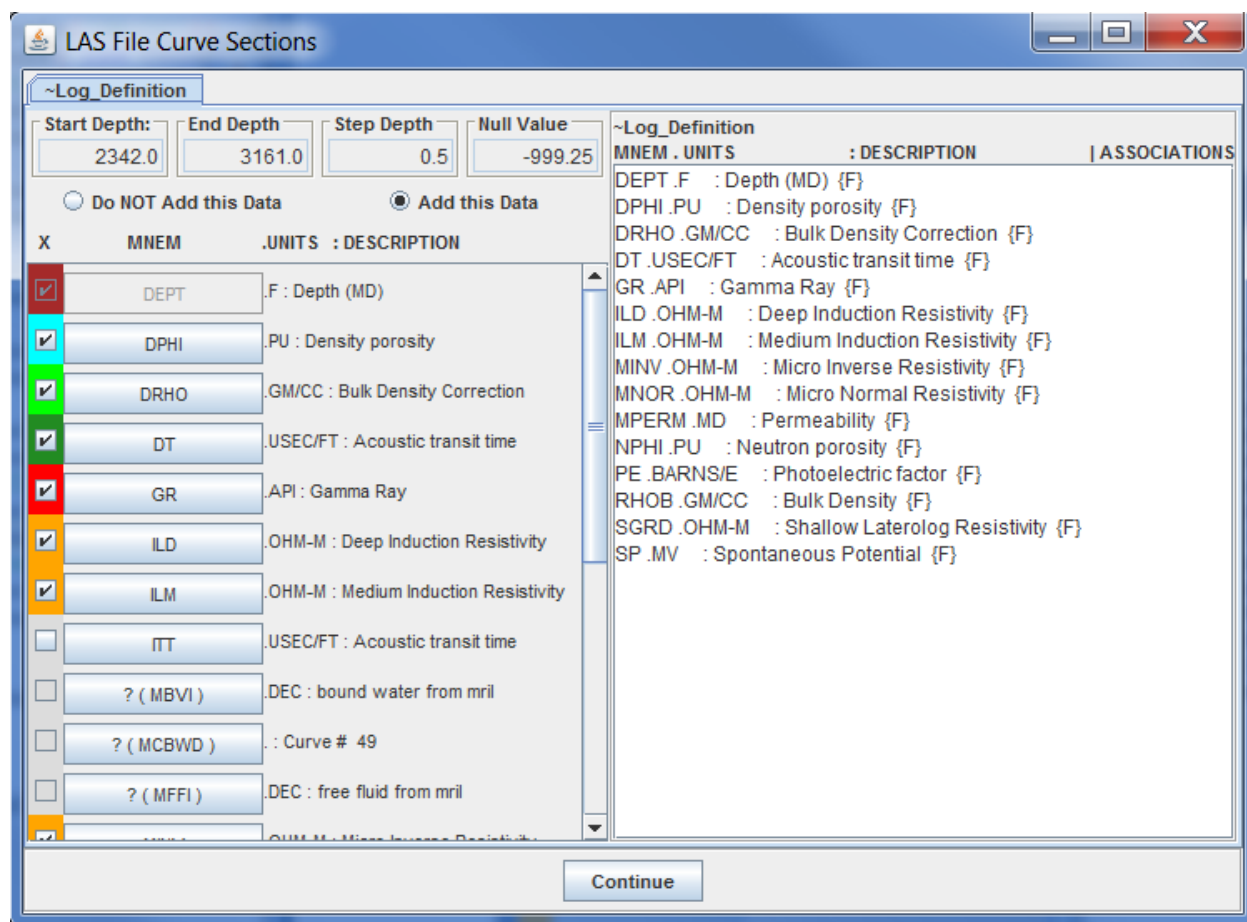 LAS File Curve Sections
~Log_Definition
Start Depth: End Depth Step Depth Null Value
2342.0 3161.0 0.5 -999.25
Do NOT Add this Data Add this Data
X MNEM .UNITS : DESCRIPTION
DEPT .F : Depth (MD)
DPHI .PU : Density porosity
DRHO .GM/CC : Bulk Density Correction
DT .USEC/FT : Acoustic transit time
GR .API : Gamma Ray
ILD .OHM-M : Deep Induction Resistivity
ILM .OHM-M : Medium Induction Resistivity
ITT .USEC/FT : Acoustic transit time
? ( MBVI ) .DEC : bound water from mril
? ( MCBWD ) . : Curve # 49
? ( MFFI ) .DEC : free fluid from mril
.OHM-M : Micro Inverse Resistivity
~Log_Definition
MNEM . UNITS : DESCRIPTION | ASSOCIATIONS
DEPT .F : Depth (MD) {F}
DPHI .PU : Density porosity {F}
DRHO .GM/CC : Bulk Density Correction {F}
DT .USEC/FT : Acoustic transit time {F}
GR .API : Gamma Ray {F}
ILD .OHM-M : Deep Induction Resistivity {F}
ILM .OHM-M : Medium Induction Resistivity {F}
MINV .OHM-M : Micro Inverse Resistivity {F}
MNOR .OHM-M : Micro Normal Resistivity {F}
MPERM .MD : Permeability {F}
NPHI .PU : Neutron porosity {F}
PE .BARNS/E : Photoelectric factor {F}
RHOB .GM/CC : Bulk Density {F}
SGRD .OHM-M : Shallow Laterolog Resistivity {F}
SP .MV : Spontaneous Potential {F}
Continue